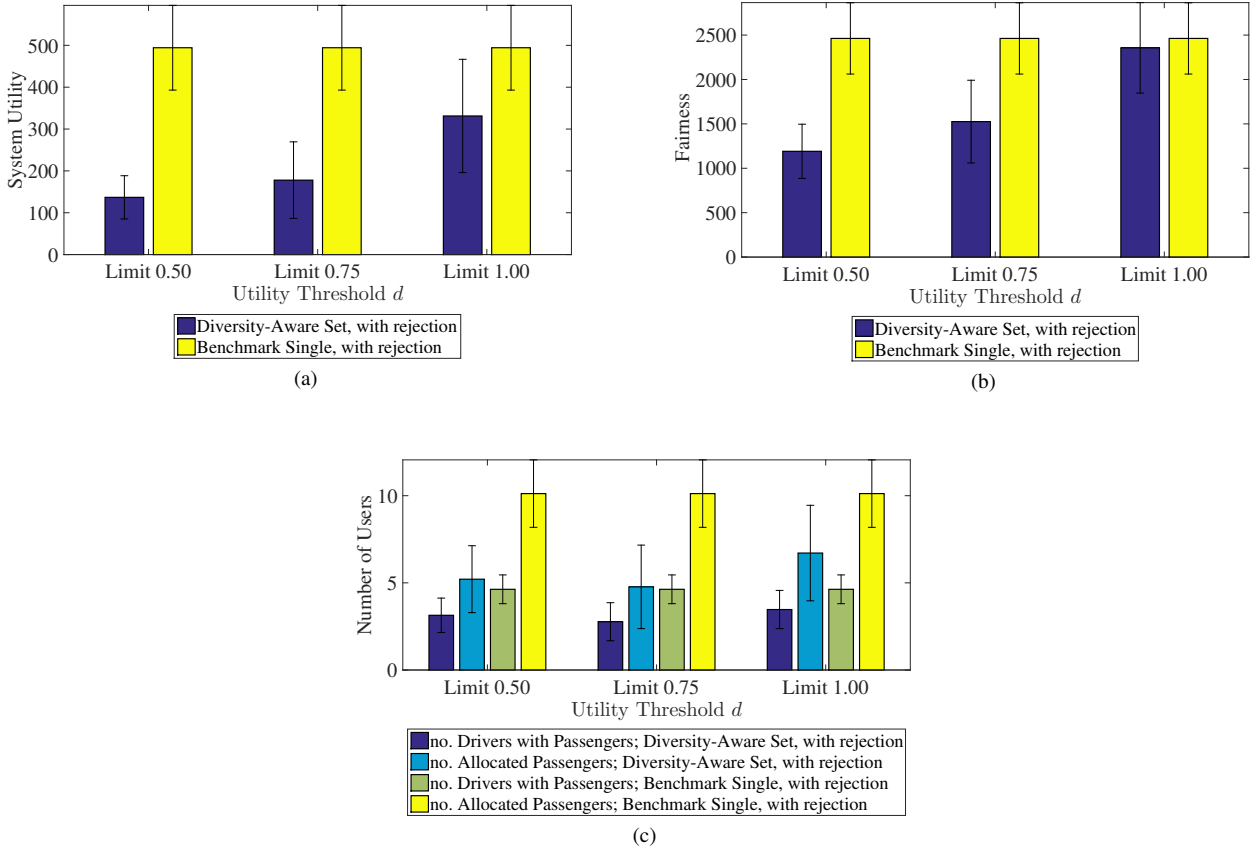 System Utility
500
400
300
200
100
0
Limit 0.50 Limit 0.75 Limit 1.00
Utility Threshold d
Diversity-Aware Set, with rejection
Benchmark Single, with rejection
(a)
Fairness
2500
2000
1500
1000
500
0
Limit 0.50 Limit 0.75 Limit 1.00
Utility Threshold d
Diversity-Aware Set, with rejection
Benchmark Single, with rejection
(b)
Number of Users
10
5
0
Limit 0.50 Limit 0.75 Limit 1.00
Utility Threshold d
no. Drivers with Passengers; Diversity-Aware Set, with rejection
no. Allocated Passengers; Diversity-Aware Set, with rejection
no. Drivers with Passengers; Benchmark Single, with rejection
no. Allocated Passengers; Benchmark Single, with rejection
(c)